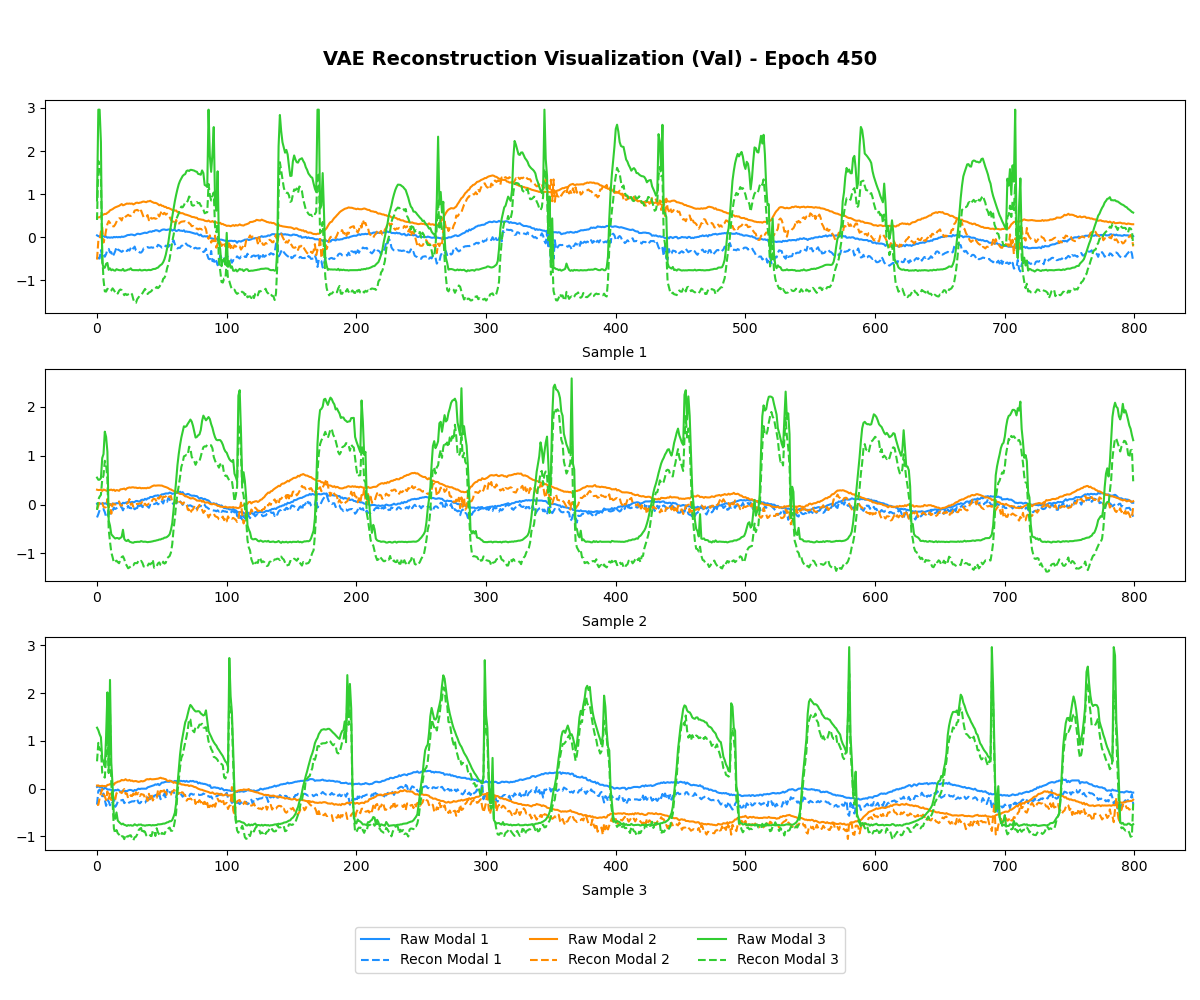 VAE Reconstruction Visualization (Val) - Epoch 450
3
2
1
0
−1
0 100 200 300 400 500 600 700 800
Sample 1
2
1
0
−1
0 100 200 300 400 500 600 700 800
Sample 2
3
2
1
0
−1
0 100 200 300 400 500 600 700 800
Sample 3
Raw Modal 1 Raw Modal 2 Raw Modal 3
Recon Modal 1 Recon Modal 2 Recon Modal 3